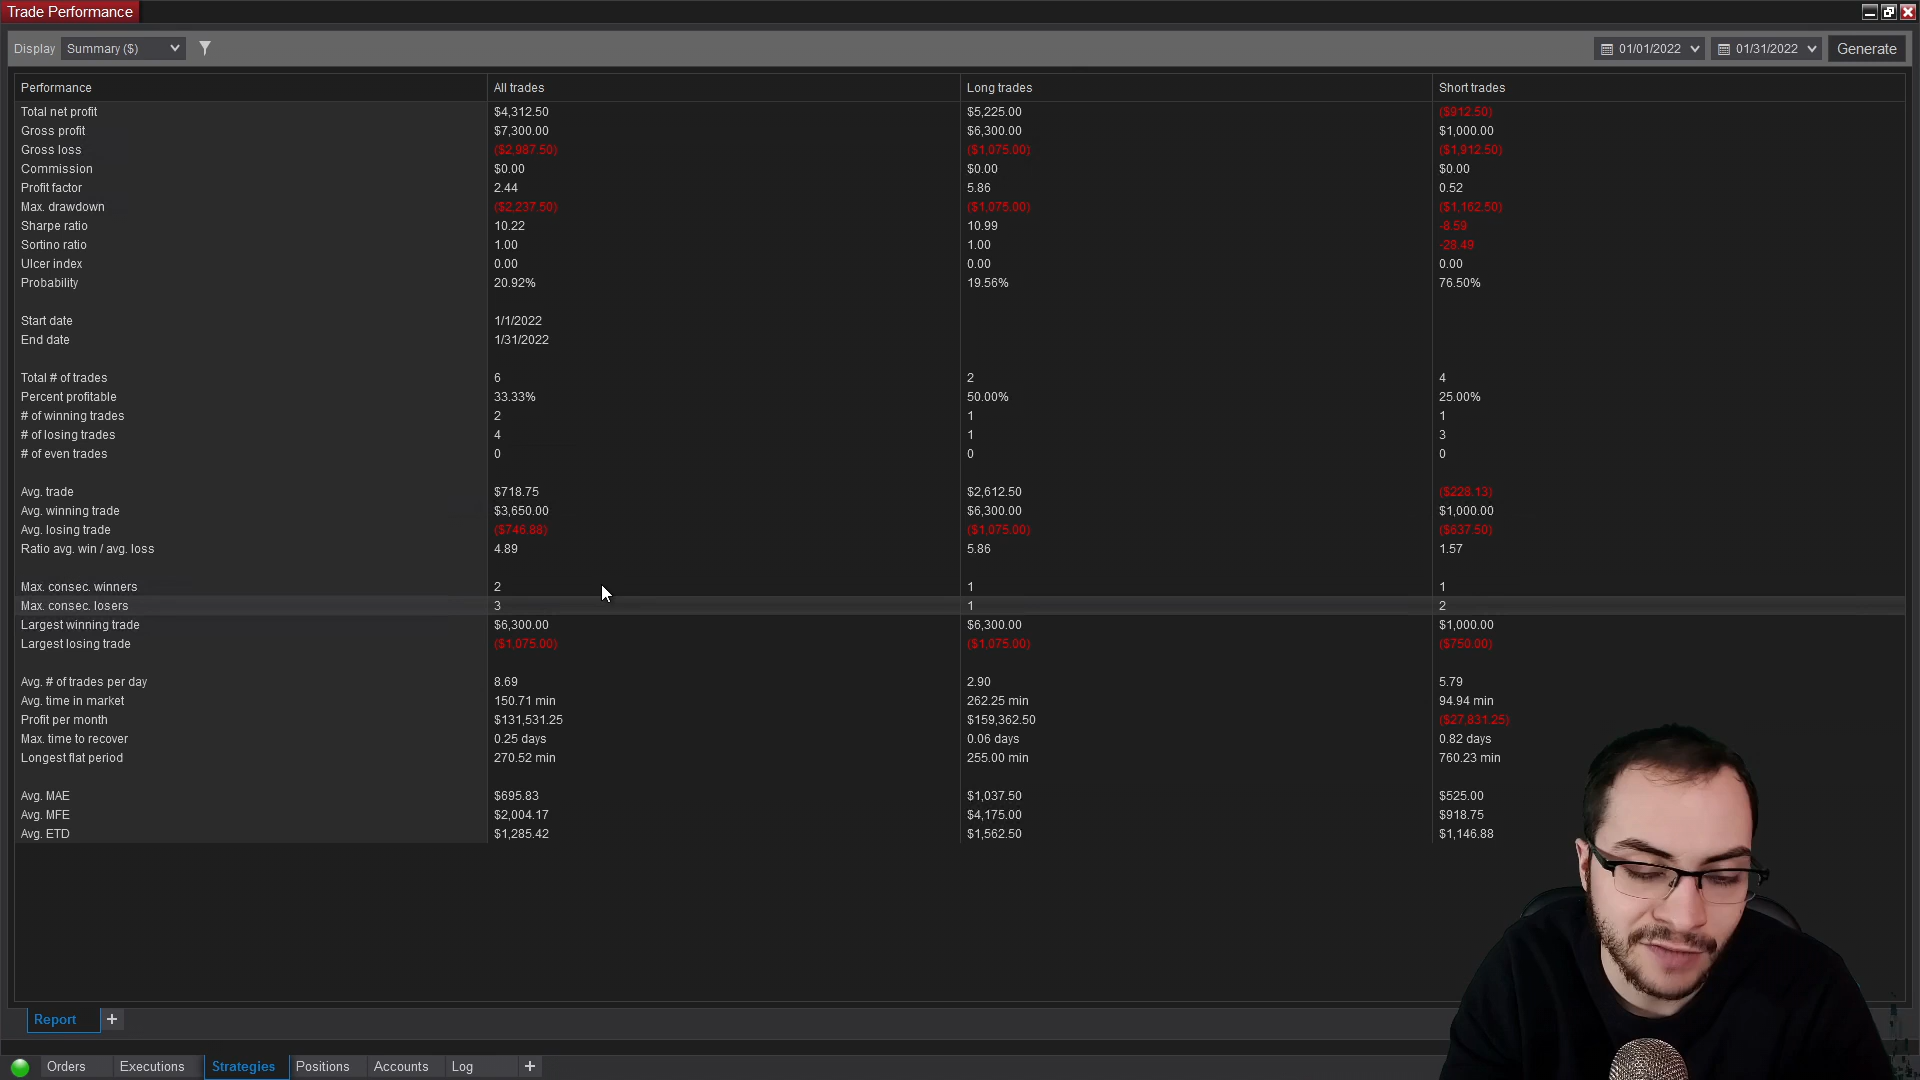 Trade Performance
Display Summary ($) 01/01/2022 01/31/2022 Generate
Performance All trades Long trades Short trades
Total net profit $4,312.50 $5,225.00 ($912.50)
Gross profit $7,300.00 $6,300.00 $1,000.00
Gross loss ($2,987.50) ($1,075.00) ($1,912.50)
Commission $0.00 $0.00 $0.00
Profit factor 2.44 5.86 0.52
Max. drawdown ($2,237.50) ($1,075.00) ($1,162.50)
Sharpe ratio 10.22 10.99 -8.59
Sortino ratio 1.00 1.00 -28.49
Ulcer index 0.00 0.00 0.00
Probability 20.92% 19.56% 76.50%
Start date 1/1/2022
End date 1/31/2022
Total # of trades 6 2 4
Percent profitable 33.33% 50.00% 25.00%
# of winning trades 2 1 1
# of losing trades 4 1 3
# of even trades 0 0 0
Avg. trade $718.75 $2,612.50 ($228.13)
Avg. winning trade $3,650.00 $6,300.00 $1,000.00
Avg. losing trade ($746.88) ($1,075.00) ($637.50)
Ratio avg. win / avg. loss 4.89 5.86 1.57
Max. consec. winners 2 1 1
Max. consec. losers 3 1 2
Largest winning trade $6,300.00 $6,300.00 $1,000.00
Largest losing trade ($1,075.00) ($1,075.00) ($750.00)
Avg. # of trades per day 8.69 2.90 5.79
Avg. time in market 150.71 min 262.25 min 94.94 min
Profit per month $131,531.25 $159,362.50 ($27,831.25)
Max. time to recover 0.25 days 0.06 days 0.82 days
Longest flat period 270.52 min 255.00 min 760.23 min
Avg. MAE $695.83 $1,037.50 $525.00
Avg. MFE $2,004.17 $4,175.00 $918.75
Avg. ETD $1,285.42 $1,562.50 $1,146.88
Report +
Orders Executions Strategies Positions Accounts Log +